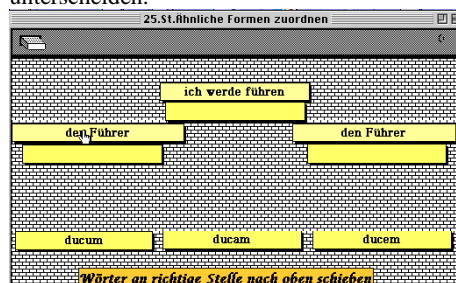 unterscheiden.
25.St.Ähnliche Formen zuordnen
ich werde führen
den Führer den Führer
ducum ducam ducem
Wörter an richtige Stelle nach oben schieben